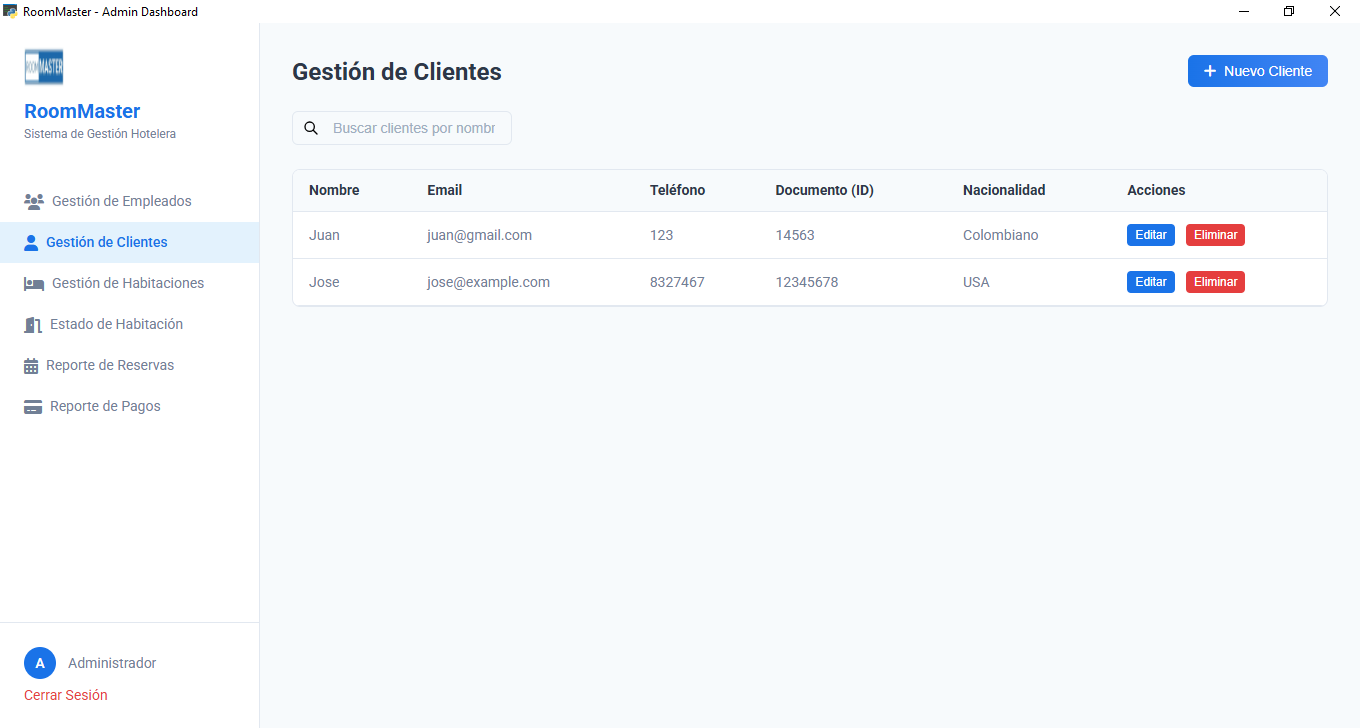 RoomMaster - Admin Dashboard
ROOMMASTER
RoomMaster
Sistema de Gestión Hotelera
Gestión de Empleados
Gestión de Clientes
Gestión de Habitaciones
Estado de Habitación
Reporte de Reservas
Reporte de Pagos
A Administrador
Cerrar Sesión
Gestión de Clientes
+ Nuevo Cliente
Buscar clientes por nombr
Nombre Email Teléfono Documento (ID) Nacionalidad Acciones
Juan juan@gmail.com 123 14563 Colombiano Editar Eliminar
Jose jose@example.com 8327467 12345678 USA Editar Eliminar